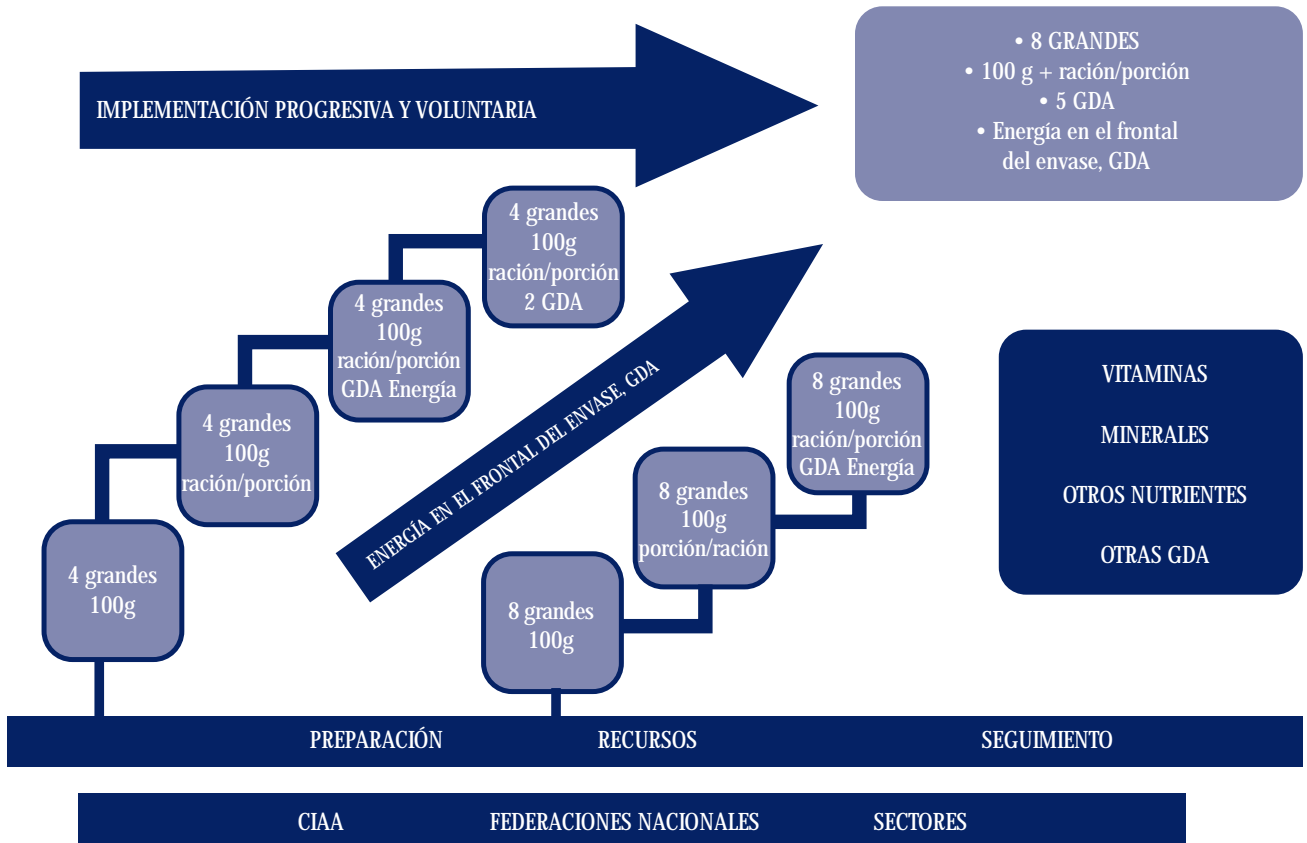 IMPLEMENTACIÓN PROGRESIVA Y VOLUNTARIA
• 8 GRANDES
• 100 g + ración/porción
• 5 GDA
• Energía en el frontal
del envase, GDA
4 grandes
100g
ración/porción
2 GDA
4 grandes
100g
ración/porción
GDA Energía
4 grandes
100g
ración/porción
4 grandes
100g
ENERGÍA EN EL FRONTAL DEL ENVASE, GDA
8 grandes
100g
ración/porción
GDA Energía
8 grandes
100g
porción/ración
8 grandes
100g
VITAMINAS
MINERALES
OTROS NUTRIENTES
OTRAS GDA
PREPARACIÓN RECURSOS SEGUIMIENTO
CIAA FEDERACIONES NACIONALES SECTORES